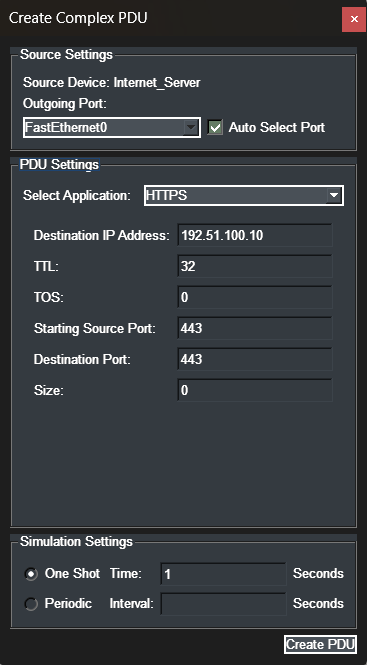 Create Complex PDU
Source Settings
Source Device: Internet_Server
Outgoing Port:
FastEthernet0 Auto Select Port
PDU Settings
Select Application: HTTPS
Destination IP Address: 192.51.100.10
TTL: 32
TOS: 0
Starting Source Port: 443
Destination Port: 443
Size: 0
Simulation Settings
One Shot Time: 1 Seconds
Periodic Interval: Seconds
Create PDU